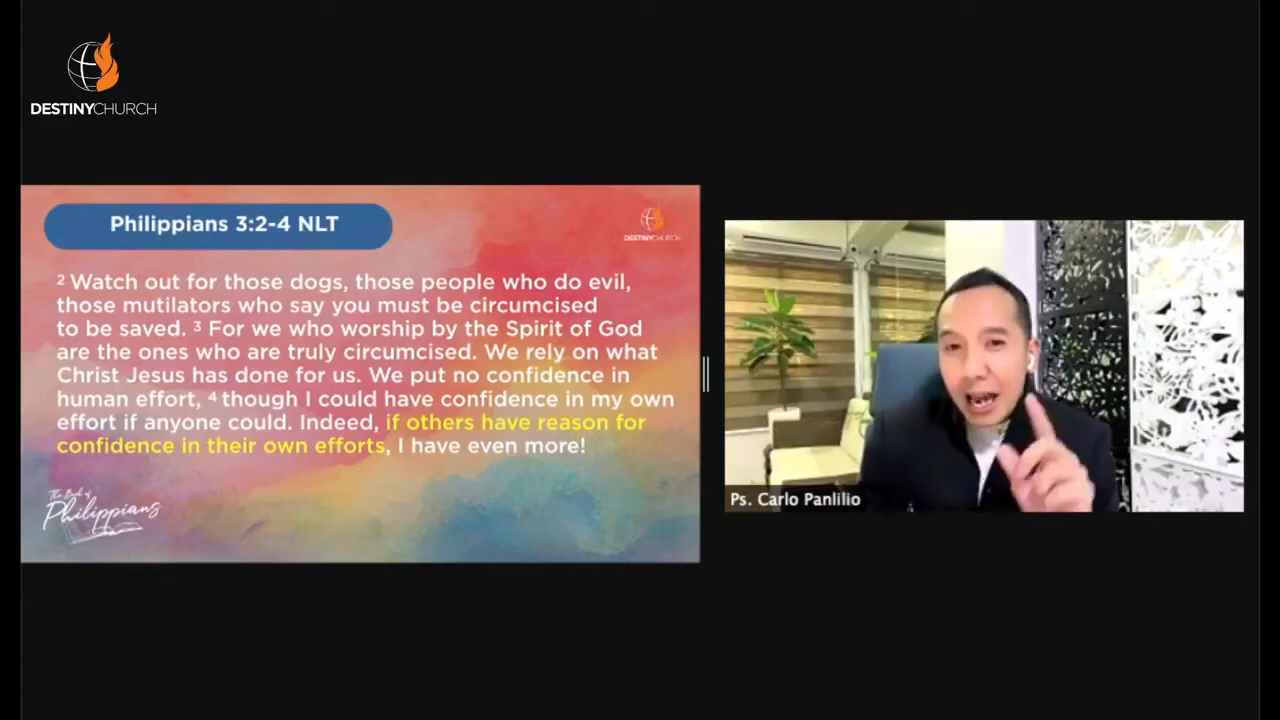 DESTINYCHURCH
Philippians 3:2-4 NLT
DESTINYCHURCH
² Watch out for those dogs, those people who do evil,
those mutilators who say you must be circumcised
to be saved. ³ For we who worship by the Spirit of God
are the ones who are truly circumcised. We rely on what
Christ Jesus has done for us. We put no confidence in
human effort, ⁴ though I could have confidence in my own
effort if anyone could. Indeed, if others have reason for
confidence in their own efforts, I have even more!
The Book of
Philippians
Ps. Carlo Panlilio